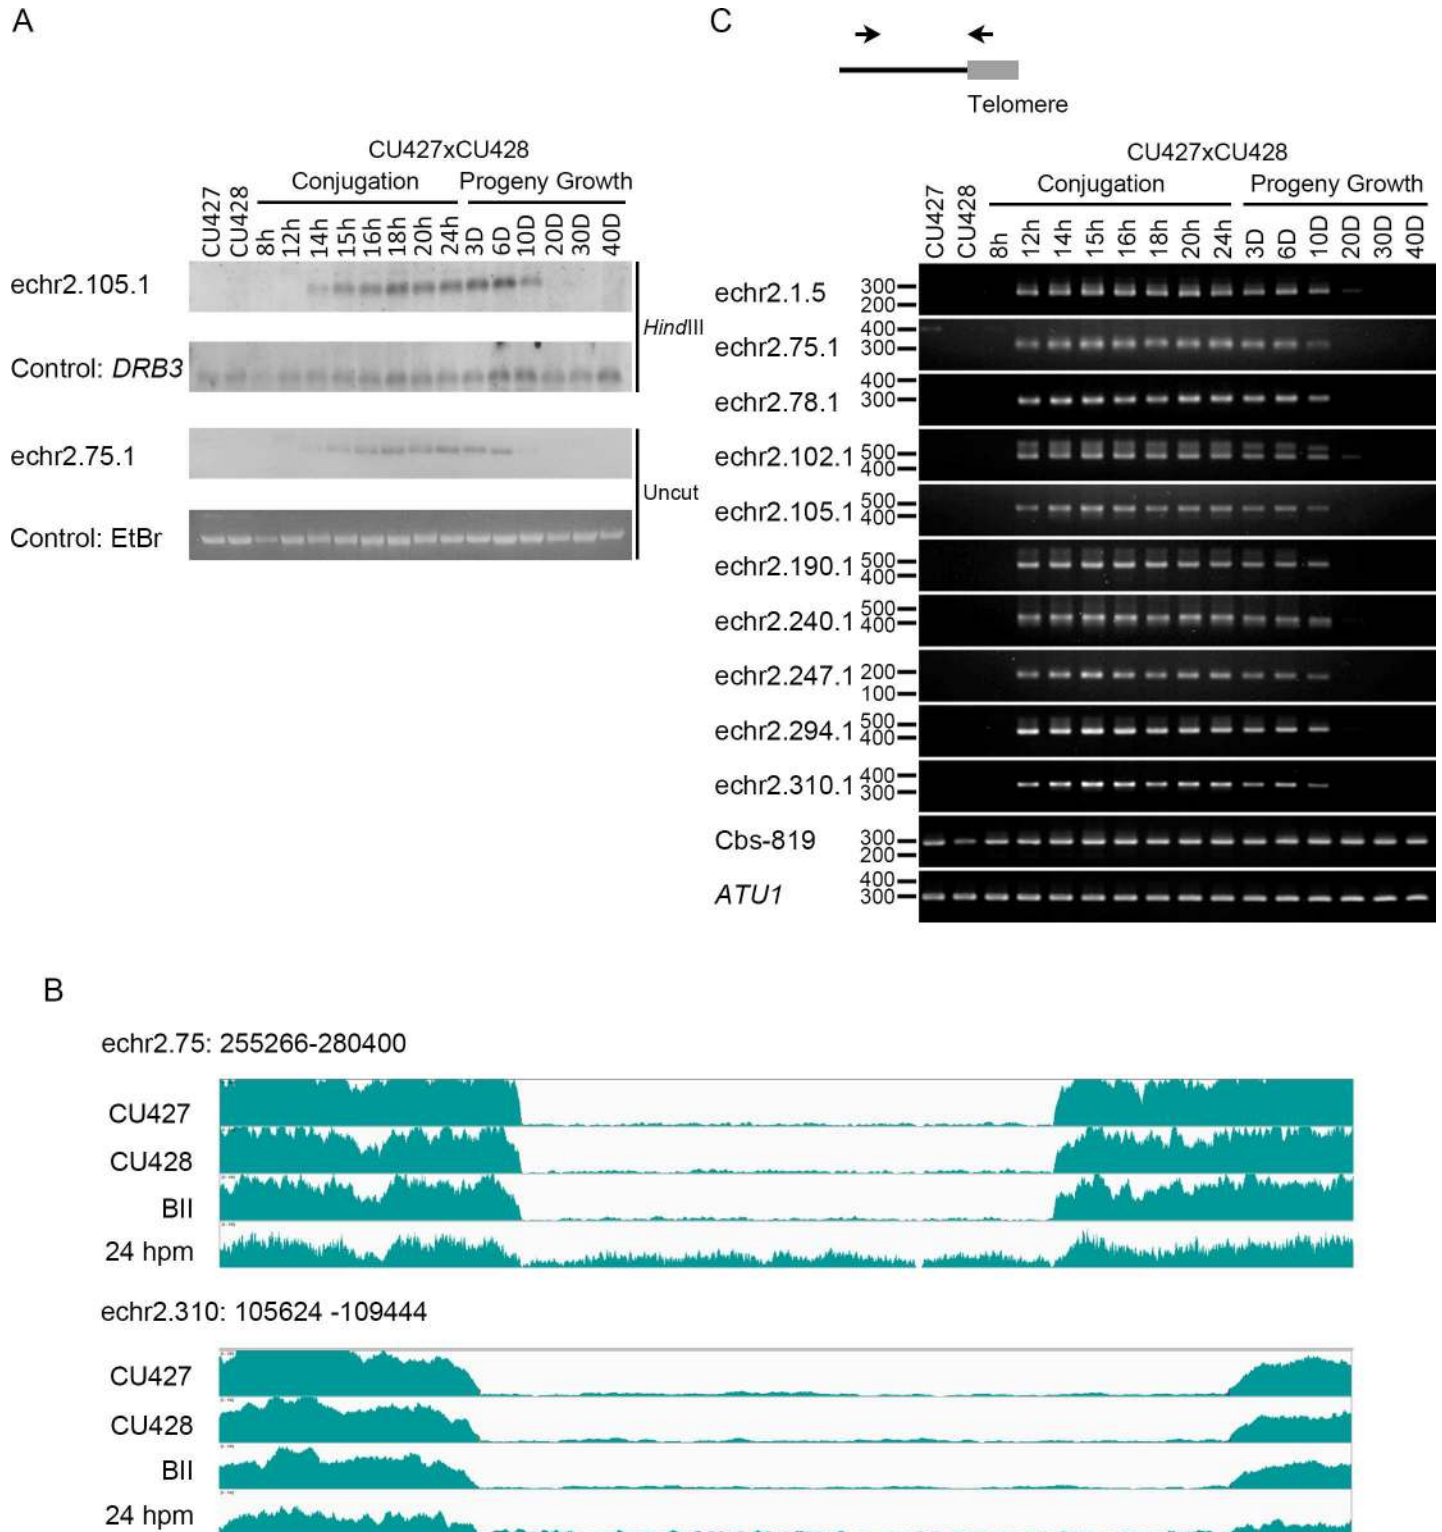 A
CU427xCU428
Conjugation Progeny Growth
CU427 CU428 8h 12h 14h 15h 16h 18h 20h 24h 3D 6D 10D 20D 30D 40D
echr2.105.1
HindIII
Control: DRB3
echr2.75.1
Uncut
Control: EtBr
C
Telomere
CU427xCU428
Conjugation Progeny Growth
CU427 CU428 8h 12h 14h 15h 16h 18h 20h 24h 3D 6D 10D 20D 30D 40D
echr2.1.5 300 200
echr2.75.1 400 300
echr2.78.1 400 300
echr2.102.1 500 400
echr2.105.1 500 400
echr2.190.1 500 400
echr2.240.1 500 400
echr2.247.1 200 100
echr2.294.1 500 400
echr2.310.1 400 300
Cbs-819 300 200
ATU1 400 300
B
echr2.75: 255266-280400
CU427
CU428
BII
24 hpm
echr2.310: 105624 -109444
CU427
CU428
BII
24 hpm